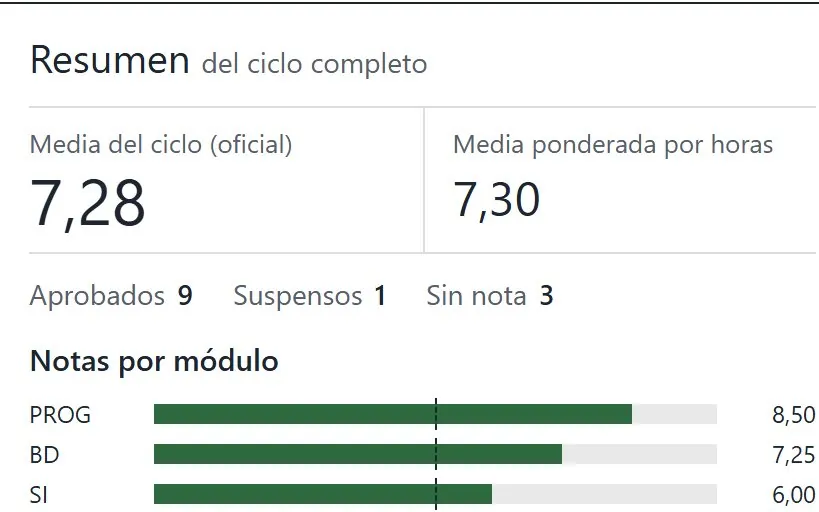 Resumen del ciclo completo
Media del ciclo (oficial)
7,28
Media ponderada por horas
7,30
Aprobados 9 Suspensos 1 Sin nota 3
Notas por módulo
PROG 8,50
BD 7,25
SI 6,00